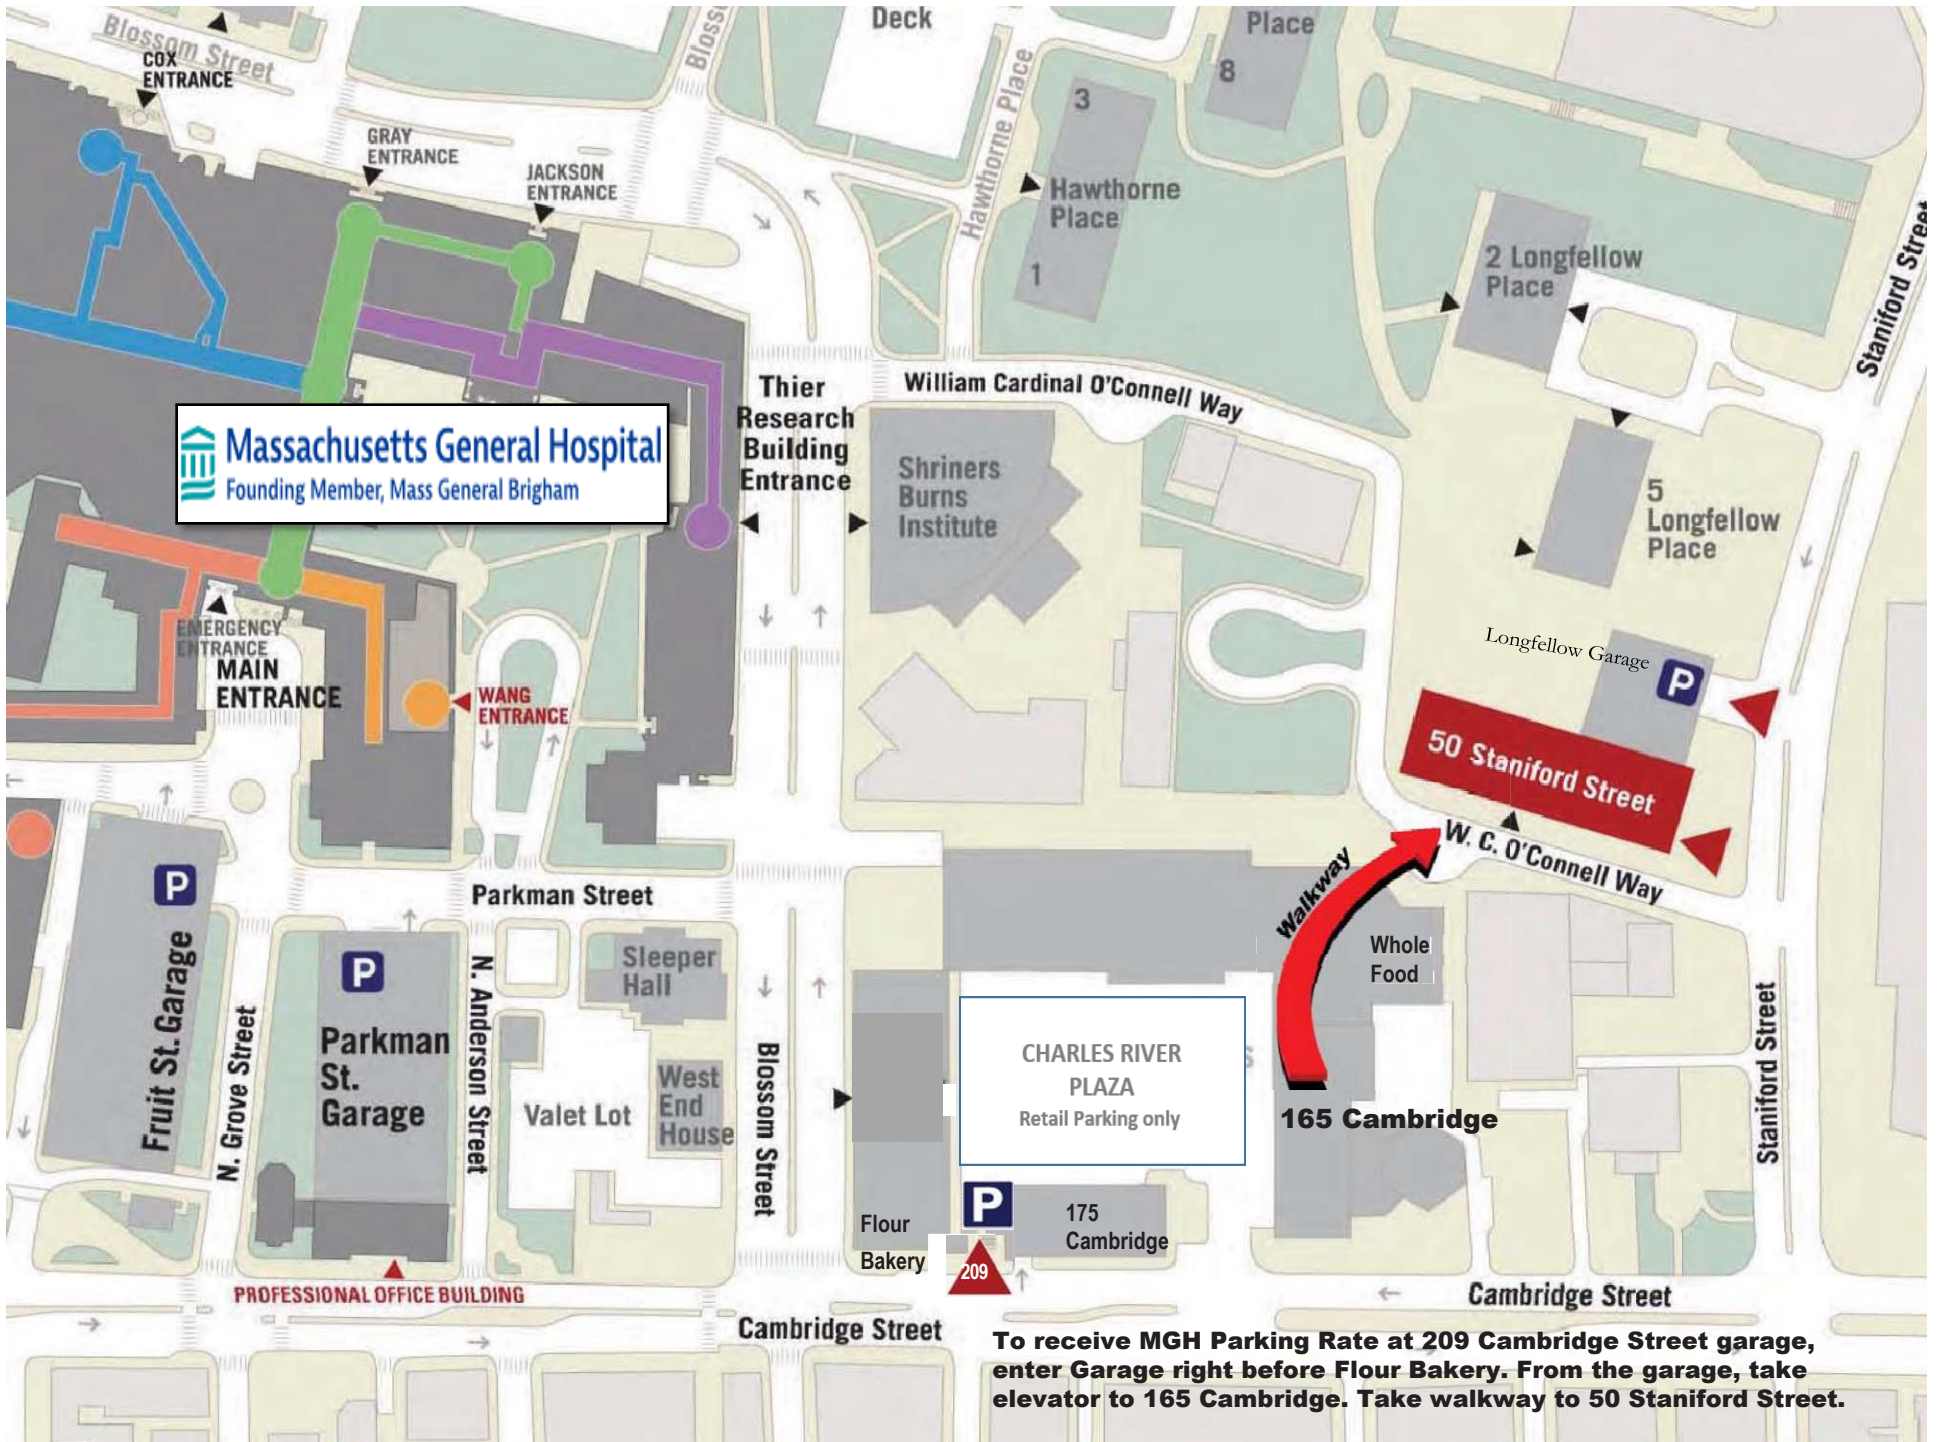 Deck
Place
8
Blossom Street
COX
ENTRANCE
GRAY
ENTRANCE
JACKSON
ENTRANCE
Hawthorne Place
3
Hawthorne
Place
1
2 Longfellow
Place
Staniford Street
William Cardinal O'Connell Way
Thier
Research
Building
Entrance
Massachusetts General Hospital
Founding Member, Mass General Brigham
Shriners
Burns
Institute
5
Longfellow
Place
EMERGENCY
ENTRANCE
MAIN
ENTRANCE
WANG
ENTRANCE
Longfellow Garage
P
50 Staniford Street
W. C. O'Connell Way
Walkway
Parkman Street
P
Fruit St. Garage
N. Grove Street
P
Parkman
St.
Garage
N. Anderson Street
Sleeper
Hall
Valet Lot
West
End
House
Blossom Street
Whole
Food
CHARLES RIVER
PLAZA
Retail Parking only
S
165 Cambridge
Staniford Street
Flour
Bakery
P
209
175
Cambridge
PROFESSIONAL OFFICE BUILDING
Cambridge Street
Cambridge Street
To receive MGH Parking Rate at 209 Cambridge Street garage,
enter Garage right before Flour Bakery. From the garage, take
elevator to 165 Cambridge. Take walkway to 50 Staniford Street.